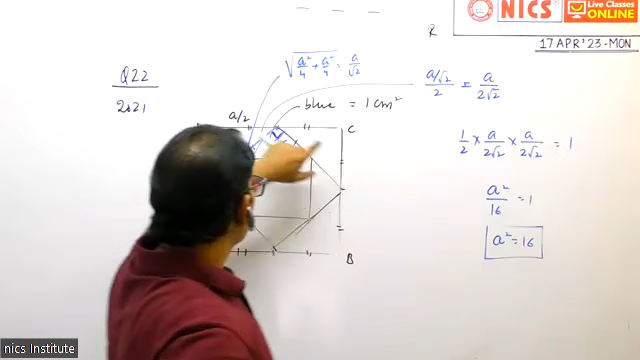 NICS
Live Classes
ONLINE
R
17 APR'23-MON
Q22
2021
√(a²/4 + a²/4) = a/√2
a/2
blue = 1 cm²
(a/√2)/2 = a/2√2
C
1/2 × a/2√2 × a/2√2 = 1
a²/16 = 1
a² = 16
B
nics Institute